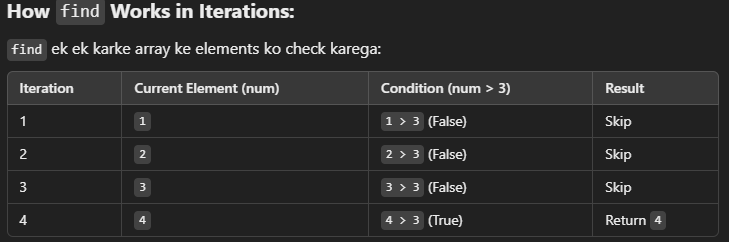 How find Works in Iterations:
find ek ek karke array ke elements ko check karega:
Iteration Current Element (num) Condition (num > 3) Result
1 1 1 > 3 (False) Skip
2 2 2 > 3 (False) Skip
3 3 3 > 3 (False) Skip
4 4 4 > 3 (True) Return 4